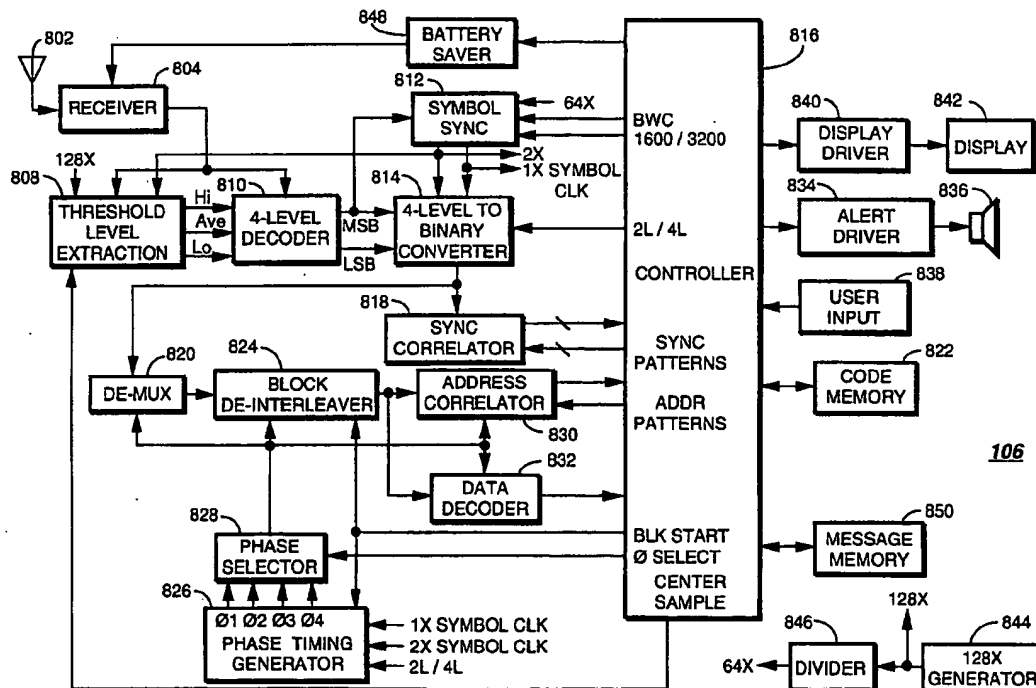 848
BATTERY
SAVER
802
804
RECEIVER
812
SYMBOL
SYNC
64X
BWC
1600 / 3200
816
840
DISPLAY
DRIVER
842
DISPLAY
2X
1X SYMBOL
CLK
128X
808
THRESHOLD
LEVEL
EXTRACTION
Hi
Ave
Lo
810
4-LEVEL
DECODER
MSB
LSB
814
4-LEVEL TO
BINARY
CONVERTER
2L / 4L
CONTROLLER
834
ALERT
DRIVER
836
838
USER
INPUT
818
SYNC
CORRELATOR
SYNC
PATTERNS
822
CODE
MEMORY
820
DE-MUX
824
BLOCK
DE-INTERLEAVER
ADDRESS
CORRELATOR
830
ADDR
PATTERNS
106
832
DATA
DECODER
828
PHASE
SELECTOR
BLK START
Ø SELECT
CENTER
SAMPLE
850
MESSAGE
MEMORY
826
Ø1 Ø2 Ø3 Ø4
PHASE TIMING
GENERATOR
1X SYMBOL CLK
2X SYMBOL CLK
2L / 4L
128X
64X
846
DIVIDER
844
128X
GENERATOR